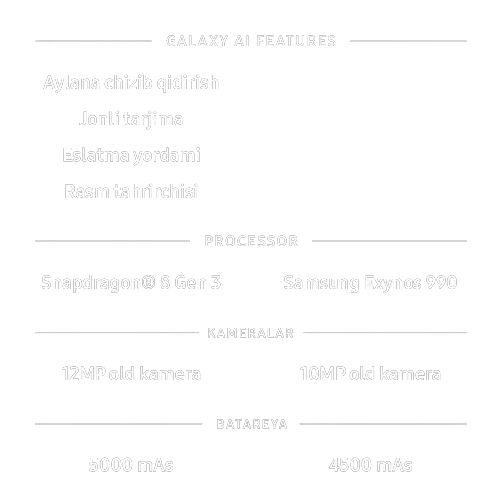 GALAXY AI FEATURES
Aylana chizib qidirish
Jonli tarjima
Eslatma yordami
Rasm tahrirchisi
PROCESSOR
Snapdragon® 8 Gen 3 Samsung Exynos 990
KAMERALAR
12MP old kamera 10MP old kamera
BATAREYA
5000 mAs 4500 mAs